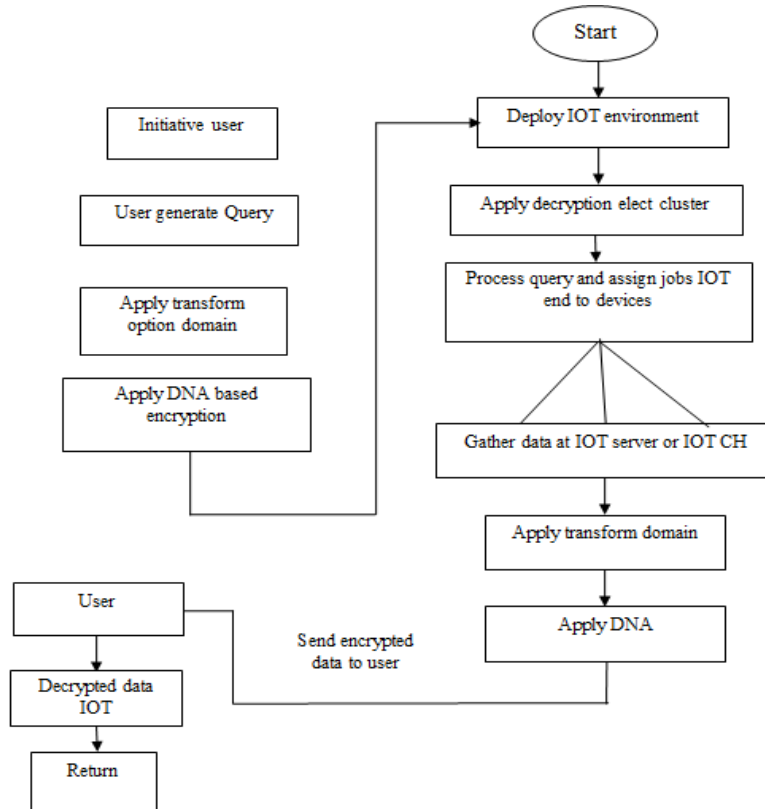 Start
Deploy IOT environment
Apply decryption elect cluster
Process query and assign jobs IOT
end to devices
Gather data at IOT server or IOT CH
Apply transform domain
Apply DNA
Initiative user
User generate Query
Apply transform
option domain
Apply DNA based
encryption
Send encrypted
data to user
User
Decrypted data
IOT
Return